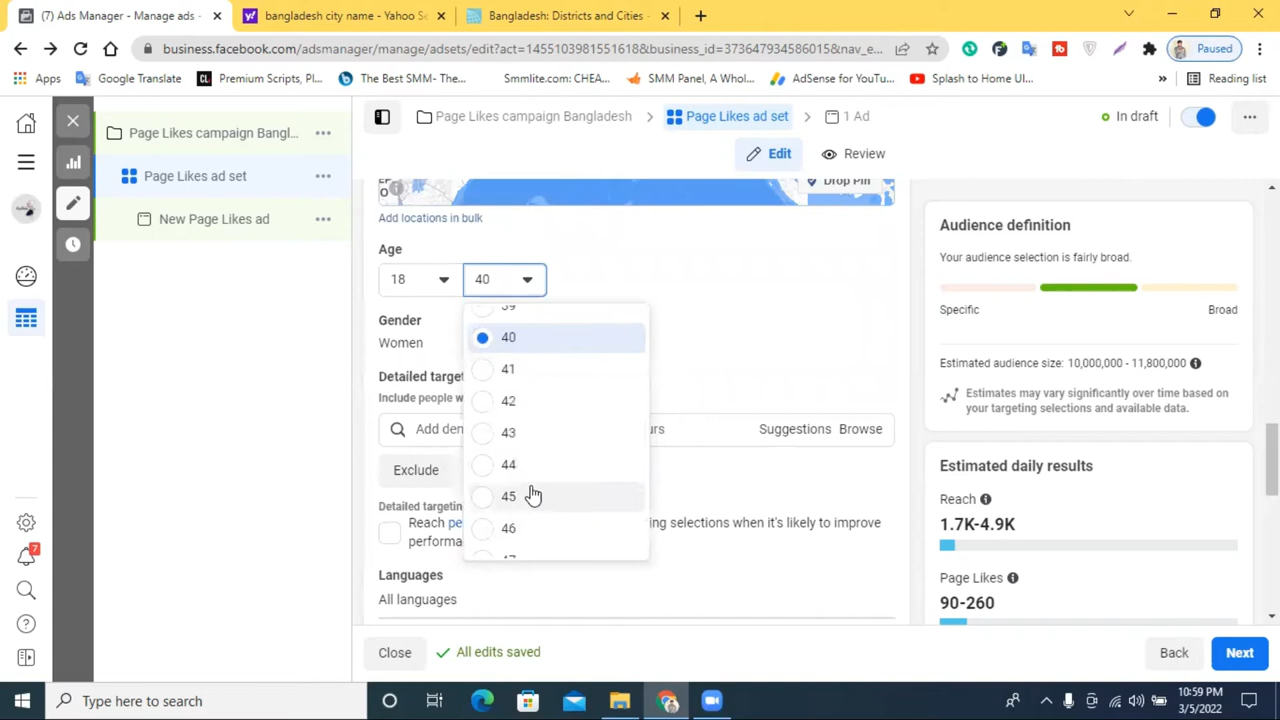 (7) Ads Manager - Manage ads -
bangladesh city name - Yahoo Se
Bangladesh: Districts and Cities -
business.facebook.com/adsmanager/manage/adsets/edit?act=1455103981551618&business_id=373647934586015&nav_e...
Paused
Apps
Google Translate
Premium Scripts, Pl...
The Best SMM- The...
Smmlite.com: CHEA...
SMM Panel, A Whol...
AdSense for YouTu...
Splash to Home UI...
»
Reading list
Page Likes campaign Bangl...
Page Likes ad set
New Page Likes ad
Page Likes campaign Bangladesh
Page Likes ad set
1 Ad
In draft
Edit
Review
O
Drop Pin
Add locations in bulk
Age
18
40
Gender
Women
39
40
41
42
43
44
45
46
47
Detailed target
Include people w
Add den
urs
Suggestions
Browse
Exclude
Detailed targetin
Reach pe
ing selections when it's likely to improve
performa
Languages
All languages
Close
All edits saved
Back
Next
Audience definition
Your audience selection is fairly broad.
Specific
Broad
Estimated audience size: 10,000,000 - 11,800,000
Estimates may vary significantly over time based on
your targeting selections and available data.
Estimated daily results
Reach
1.7K-4.9K
Page Likes
90-260
7
Type here to search
10:59 PM
3/5/2022